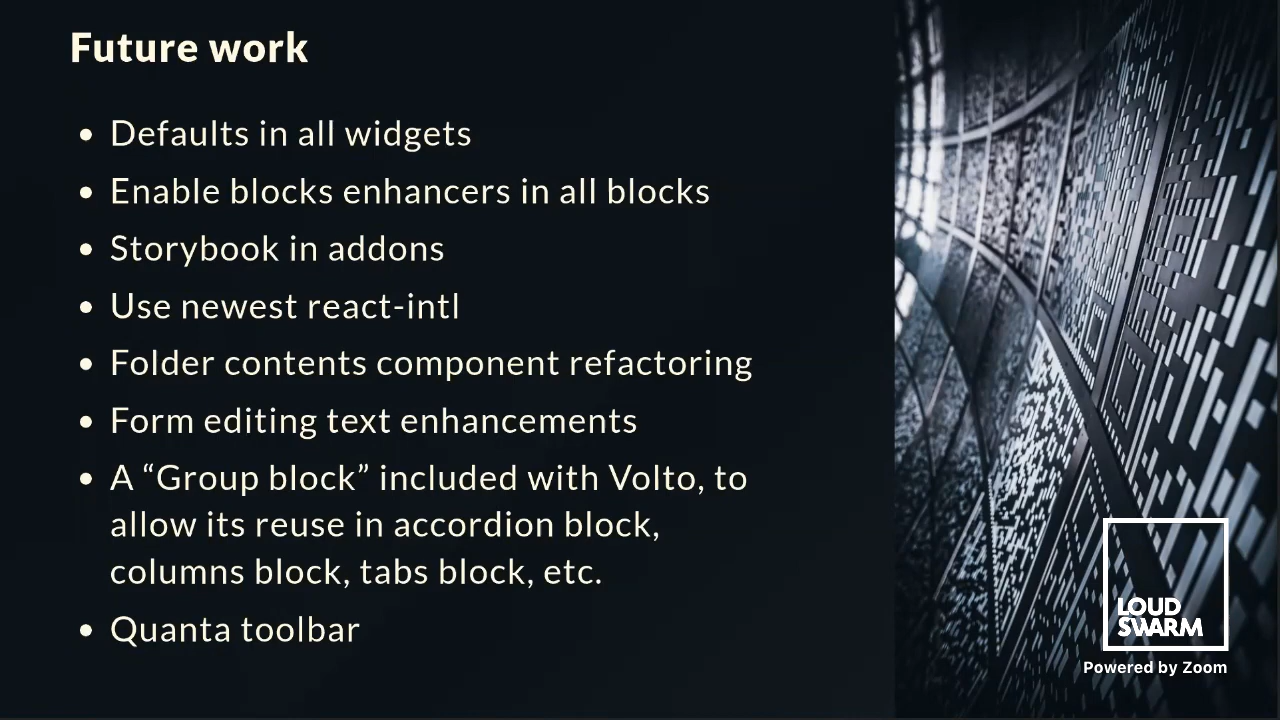 Future work
• Defaults in all widgets
• Enable blocks enhancers in all blocks
• Storybook in addons
• Use newest react-intl
• Folder contents component refactoring
• Form editing text enhancements
• A “Group block” included with Volto, to
allow its reuse in accordion block,
columns block, tabs block, etc.
• Quanta toolbar
LOUD
SWARM
Powered by Zoom